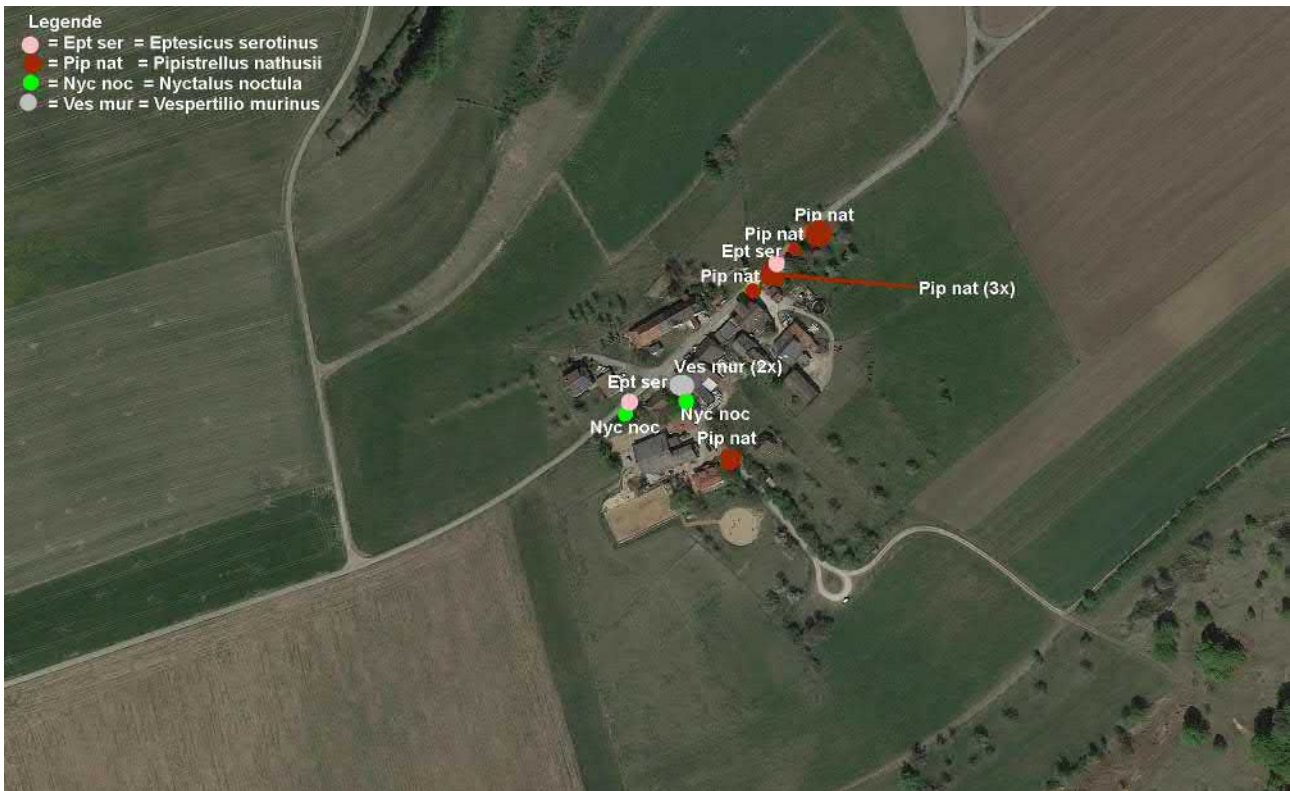 Legende
= Ept ser = Eptesicus serotinus
= Pip nat = Pipistrellus nathusii
= Nyc noc = Nyctalus noctula
= Ves mur = Vespertilio murinus
Pip nat
Pip nat
Ept ser
Pip nat
Pip nat (3x)
Ves mur (2x)
Ept ser
Nyc noc
Nyc noc
Pip nat